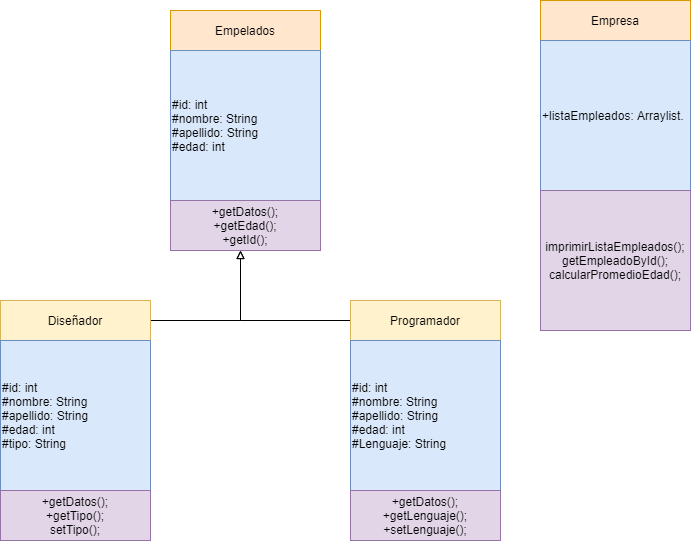 Empelados
#id: int
#nombre: String
#apellido: String
#edad: int
+getDatos();
+getEdad();
+getId();
Empresa
+listaEmpleados: Arraylist.
imprimirListaEmpleados();
getEmpleadoById();
calcularPromedioEdad();
Diseñador
#id: int
#nombre: String
#apellido: String
#edad: int
#tipo: String
+getDatos();
+getTipo();
setTipo();
Programador
#id: int
#nombre: String
#apellido: String
#edad: int
#Lenguaje: String
+getDatos();
+getLenguaje();
+setLenguaje();